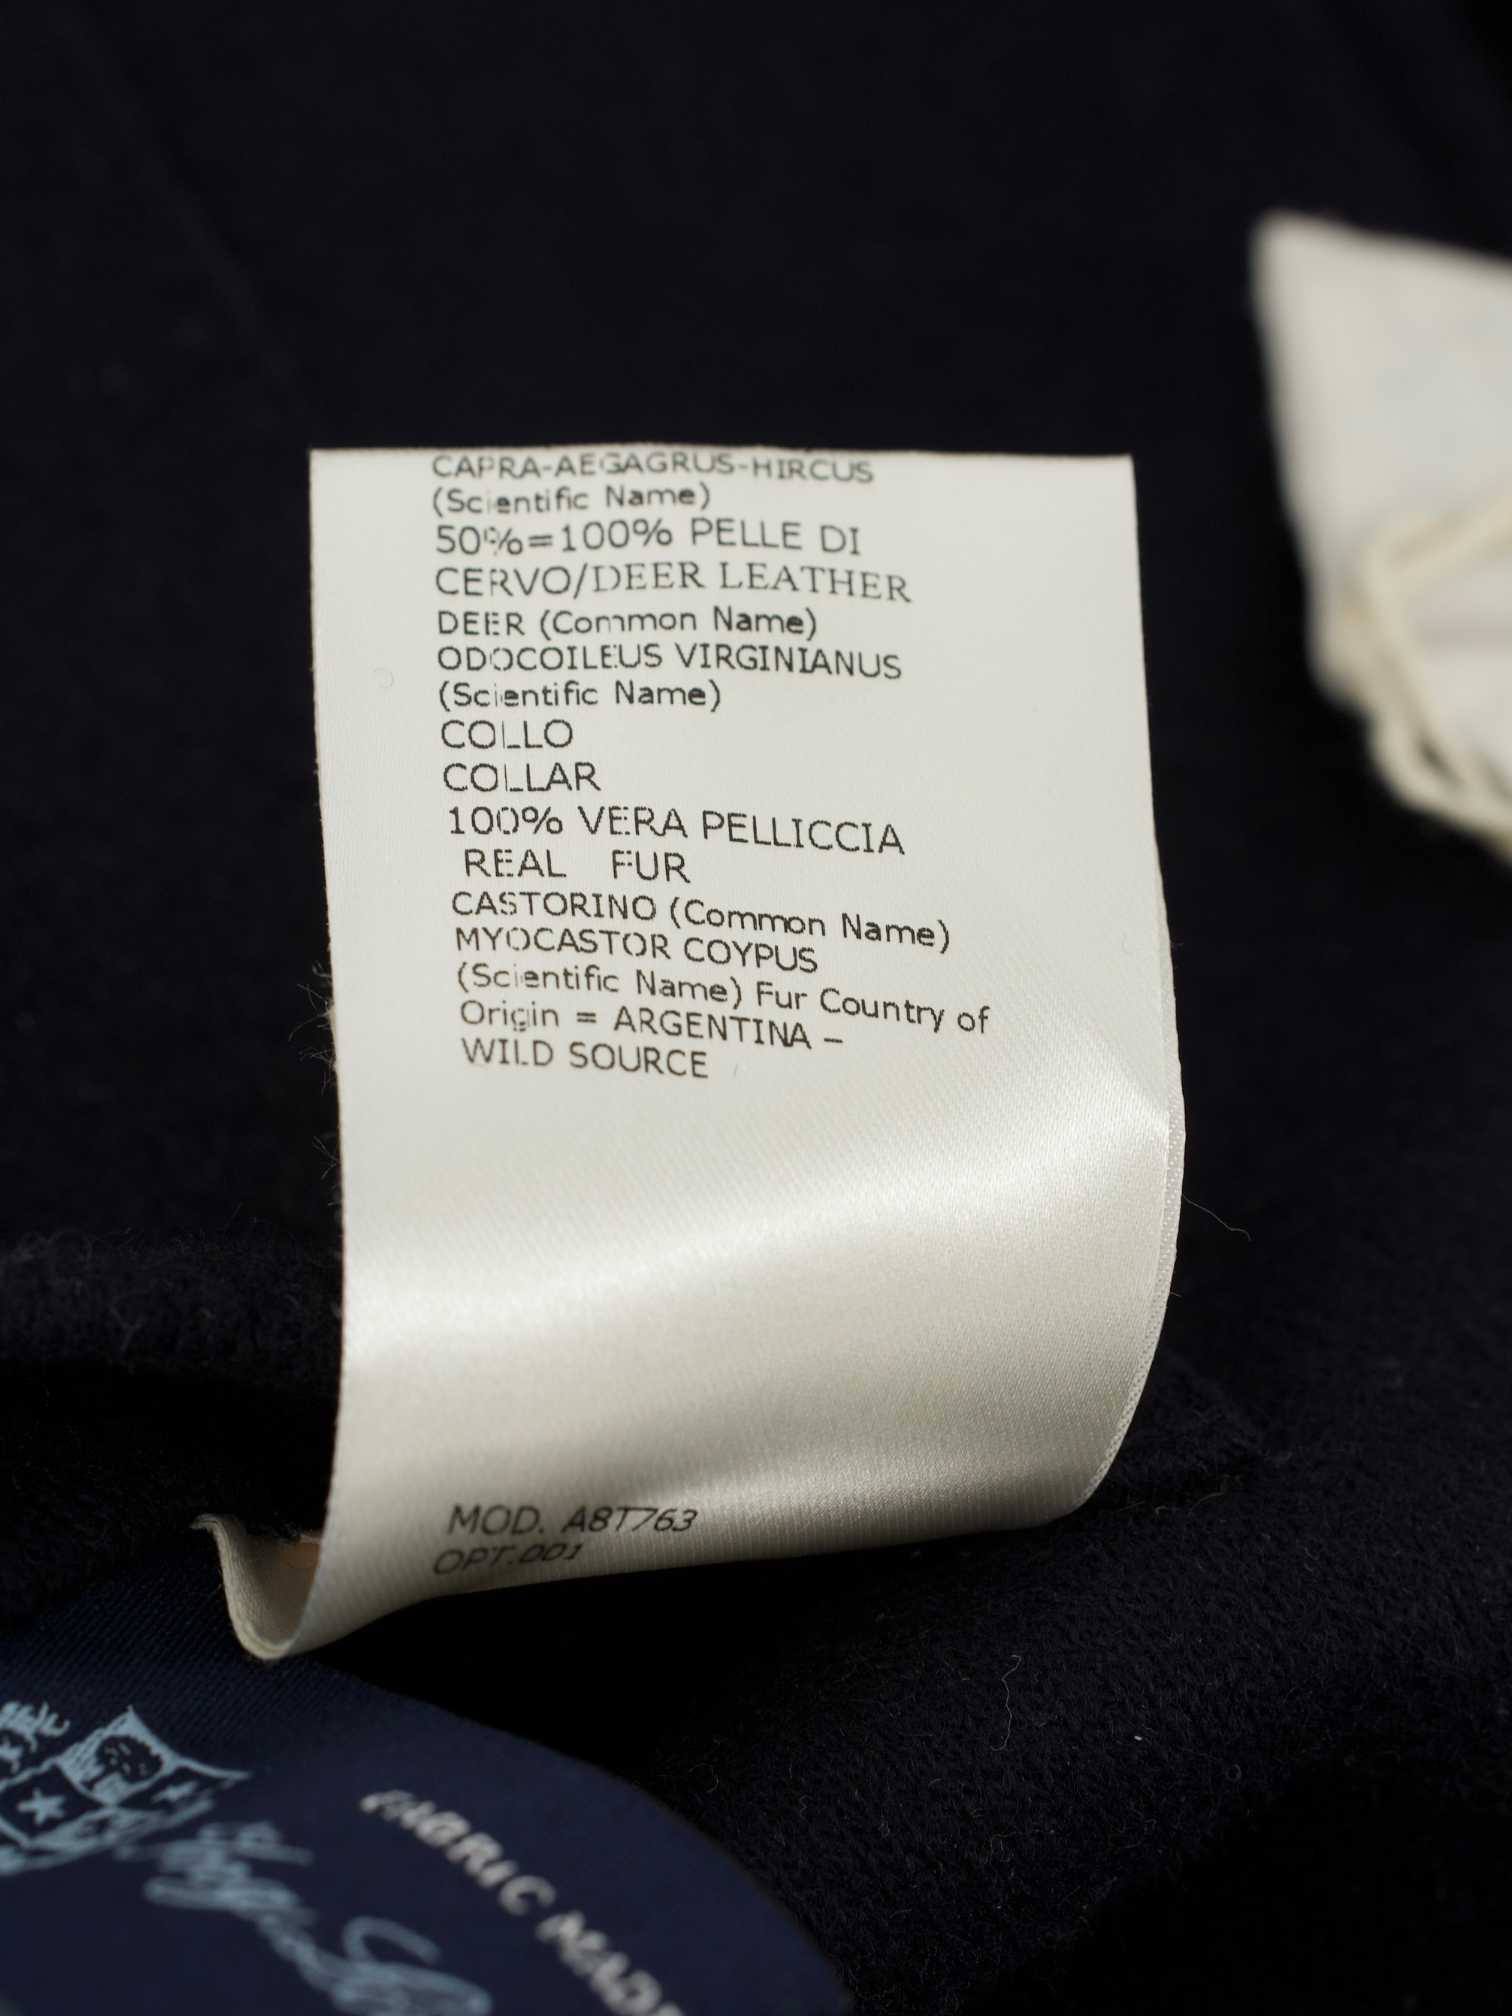 CAPRA-AEGAGRUS-HIRCUS
(Scientific Name)
50%=100% PELLE DI
CERVO/DEER LEATHER
DEER (Common Name)
ODOCOILEUS VIRGINIANUS
(Scientific Name)
COLLO
COLLAR
100% VERA PELLICCIA
REAL FUR
CASTORINO (Common Name)
MYOCASTOR COYPUS
(Scientific Name) Fur Country of
Origin = ARGENTINA –
WILD SOURCE
MOD. A8T763
OPT.001
FABRIC